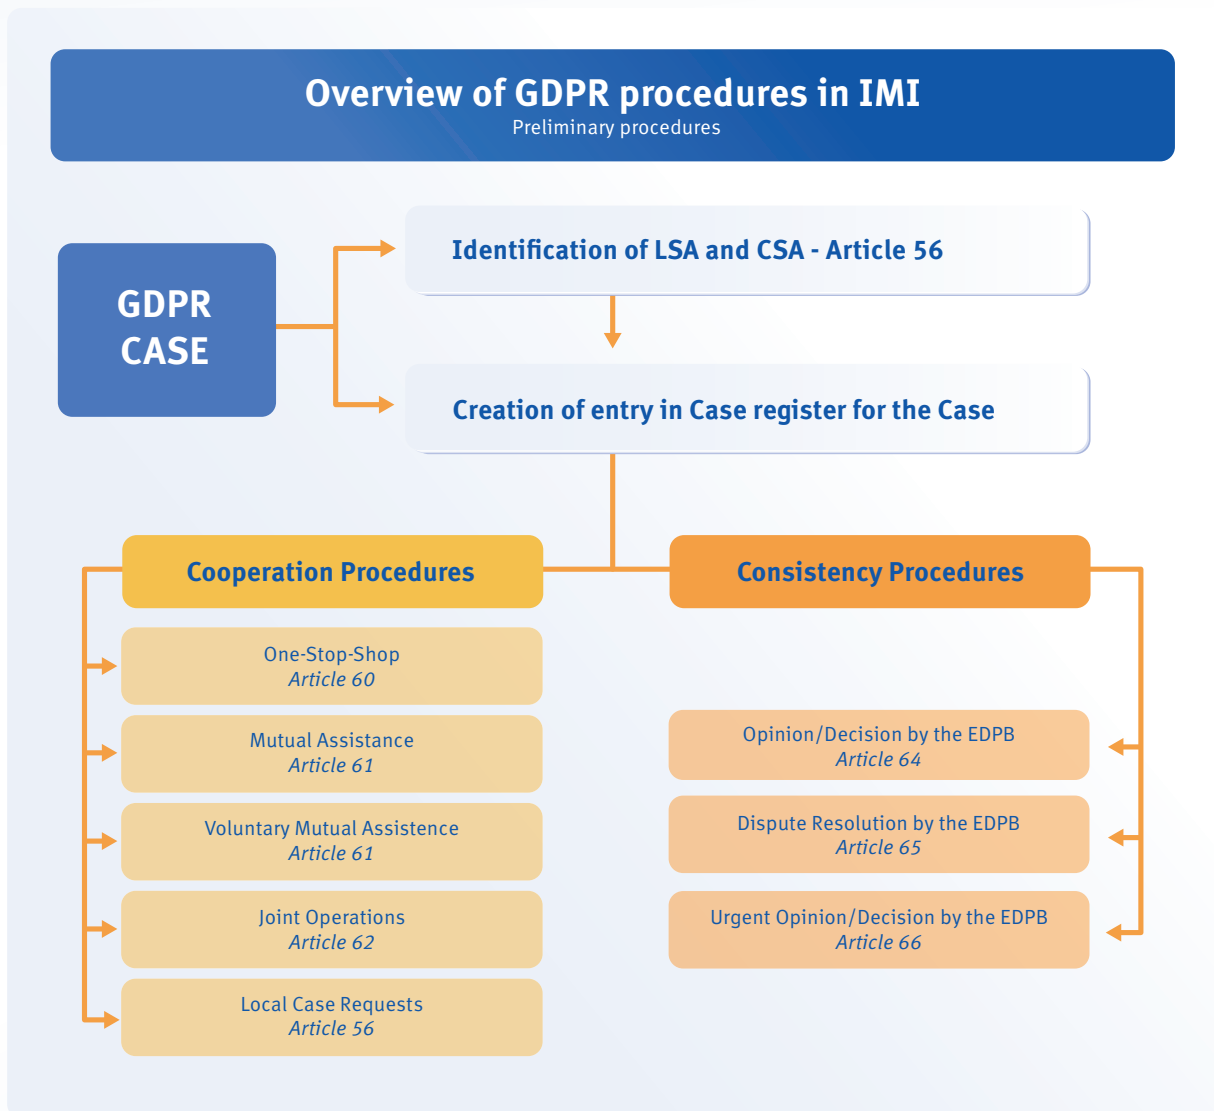 Overview of GDPR procedures in IMI
Preliminary procedures
GDPR
CASE
Identification of LSA and CSA - Article 56
Creation of entry in Case register for the Case
Cooperation Procedures
One-Stop-Shop
Article 60
Mutual Assistance
Article 61
Voluntary Mutual Assistence
Article 61
Joint Operations
Article 62
Local Case Requests
Article 56
Consistency Procedures
Opinion/Decision by the EDPB
Article 64
Dispute Resolution by the EDPB
Article 65
Urgent Opinion/Decision by the EDPB
Article 66